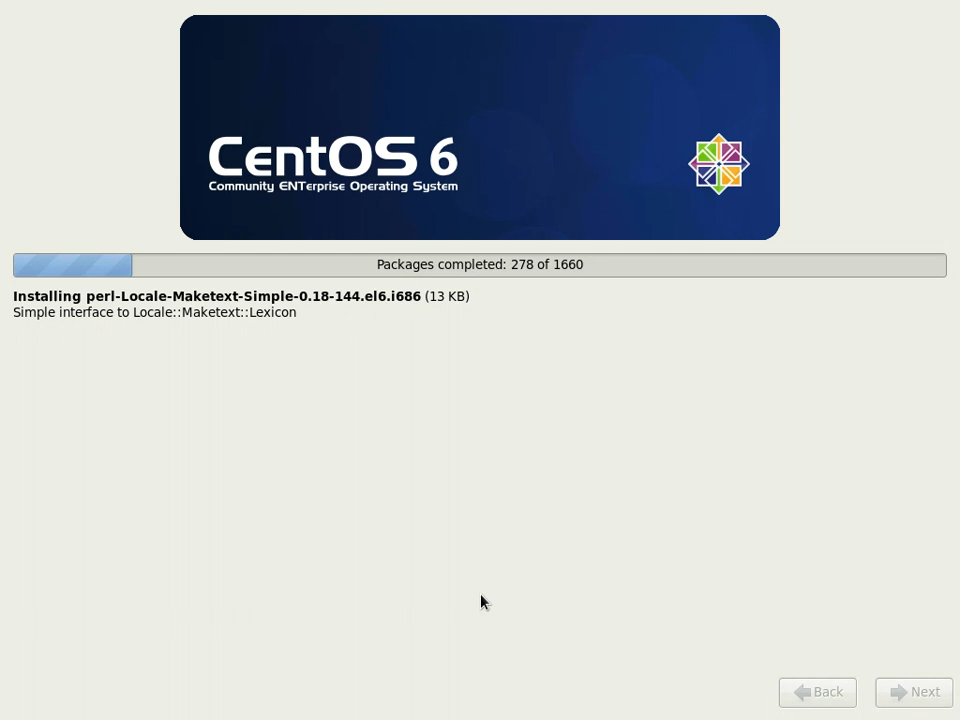 CentOS 6
Community ENTerprise Operating System
Packages completed: 278 of 1660
Installing perl-Locale-Maketext-Simple-0.18-144.el6.i686 (13 KB)
Simple interface to Locale::Maketext::Lexicon
Back
Next